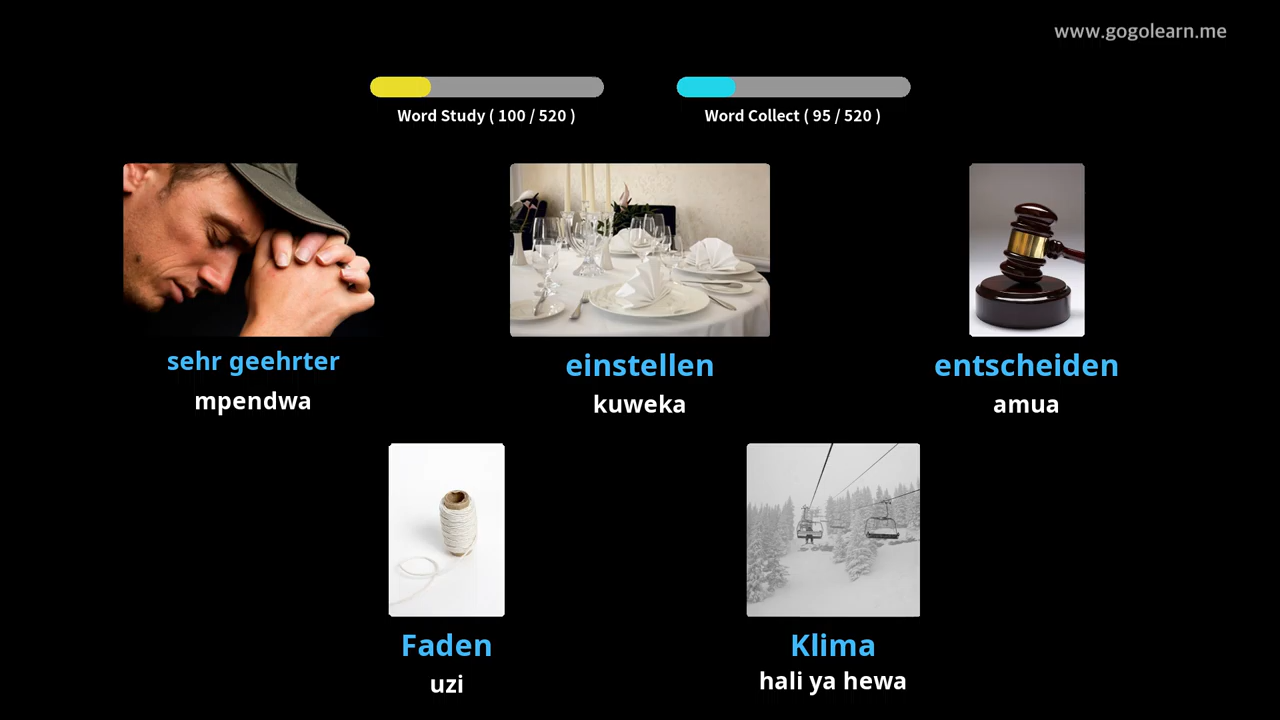 www.gogolearn.me
Word Study ( 100 / 520 )
Word Collect ( 95 / 520 )
sehr geehrter
mpendwa
einstellen
kuweka
entscheiden
amua
Faden
uzi
Klima
hali ya hewa